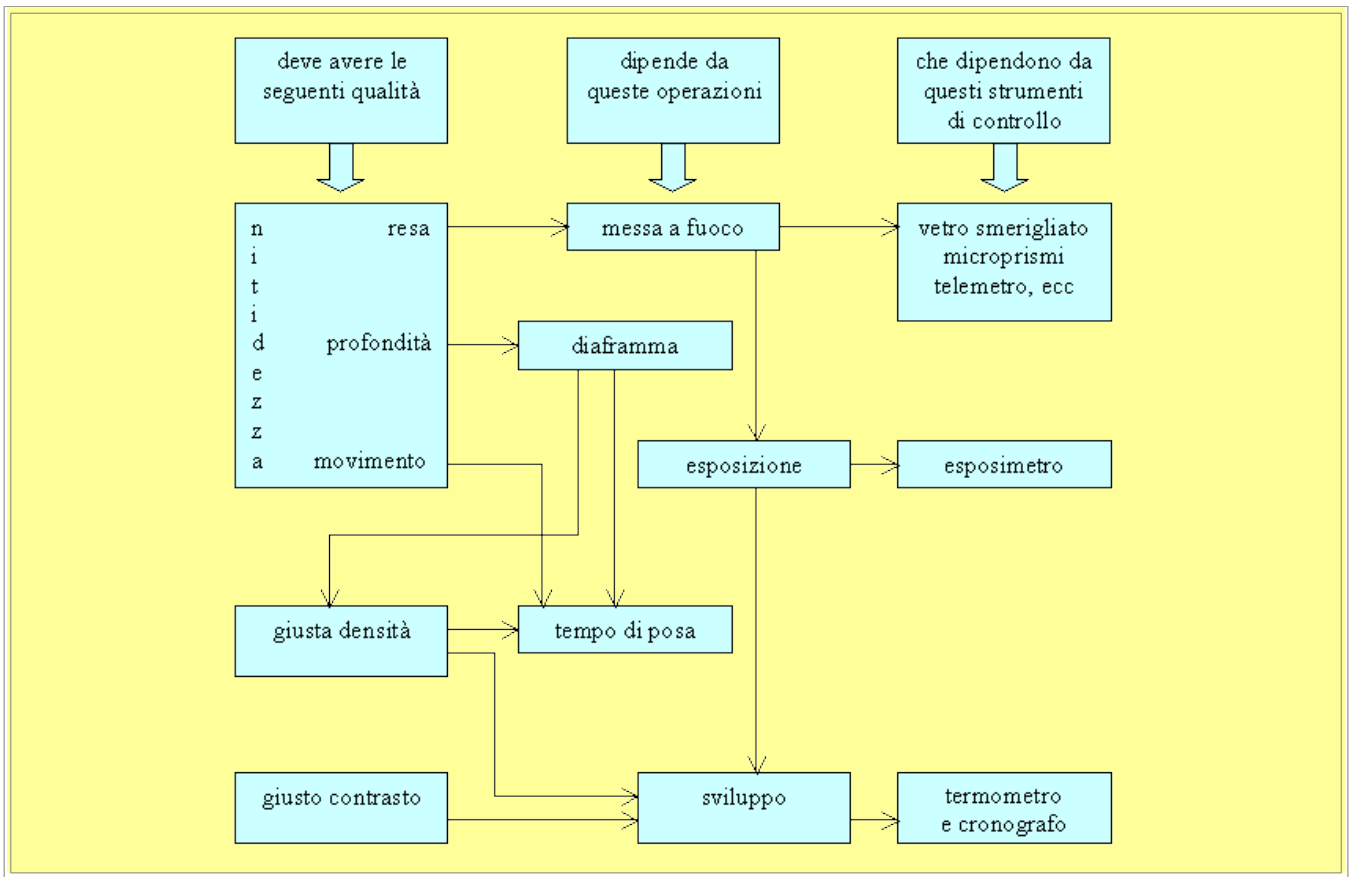 deve avere le
seguenti qualità
dipende da
queste operazioni
che dipendono da
questi strumenti
di controllo
nitidezza
resa
profondità
movimento
messa a fuoco
vetro smerigliato
microprismi
telemetro, ecc
diaframma
esposizione
esposimetro
giusta densità
tempo di posa
giusto contrasto
sviluppo
termometro
e cronografo